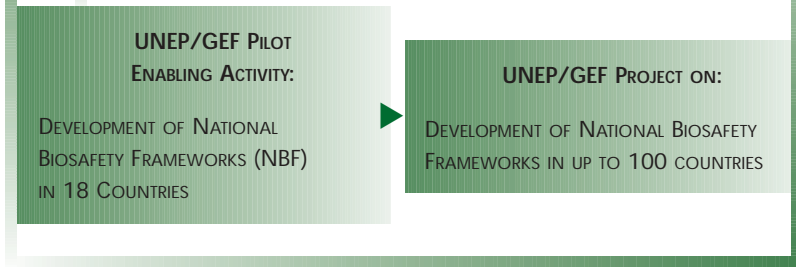 UNEP/GEF Pilot
Enabling Activity:
Development of National
Biosafety Frameworks (NBF)
in 18 Countries
UNEP/GEF Project on:
Development of National Biosafety
Frameworks in up to 100 countries